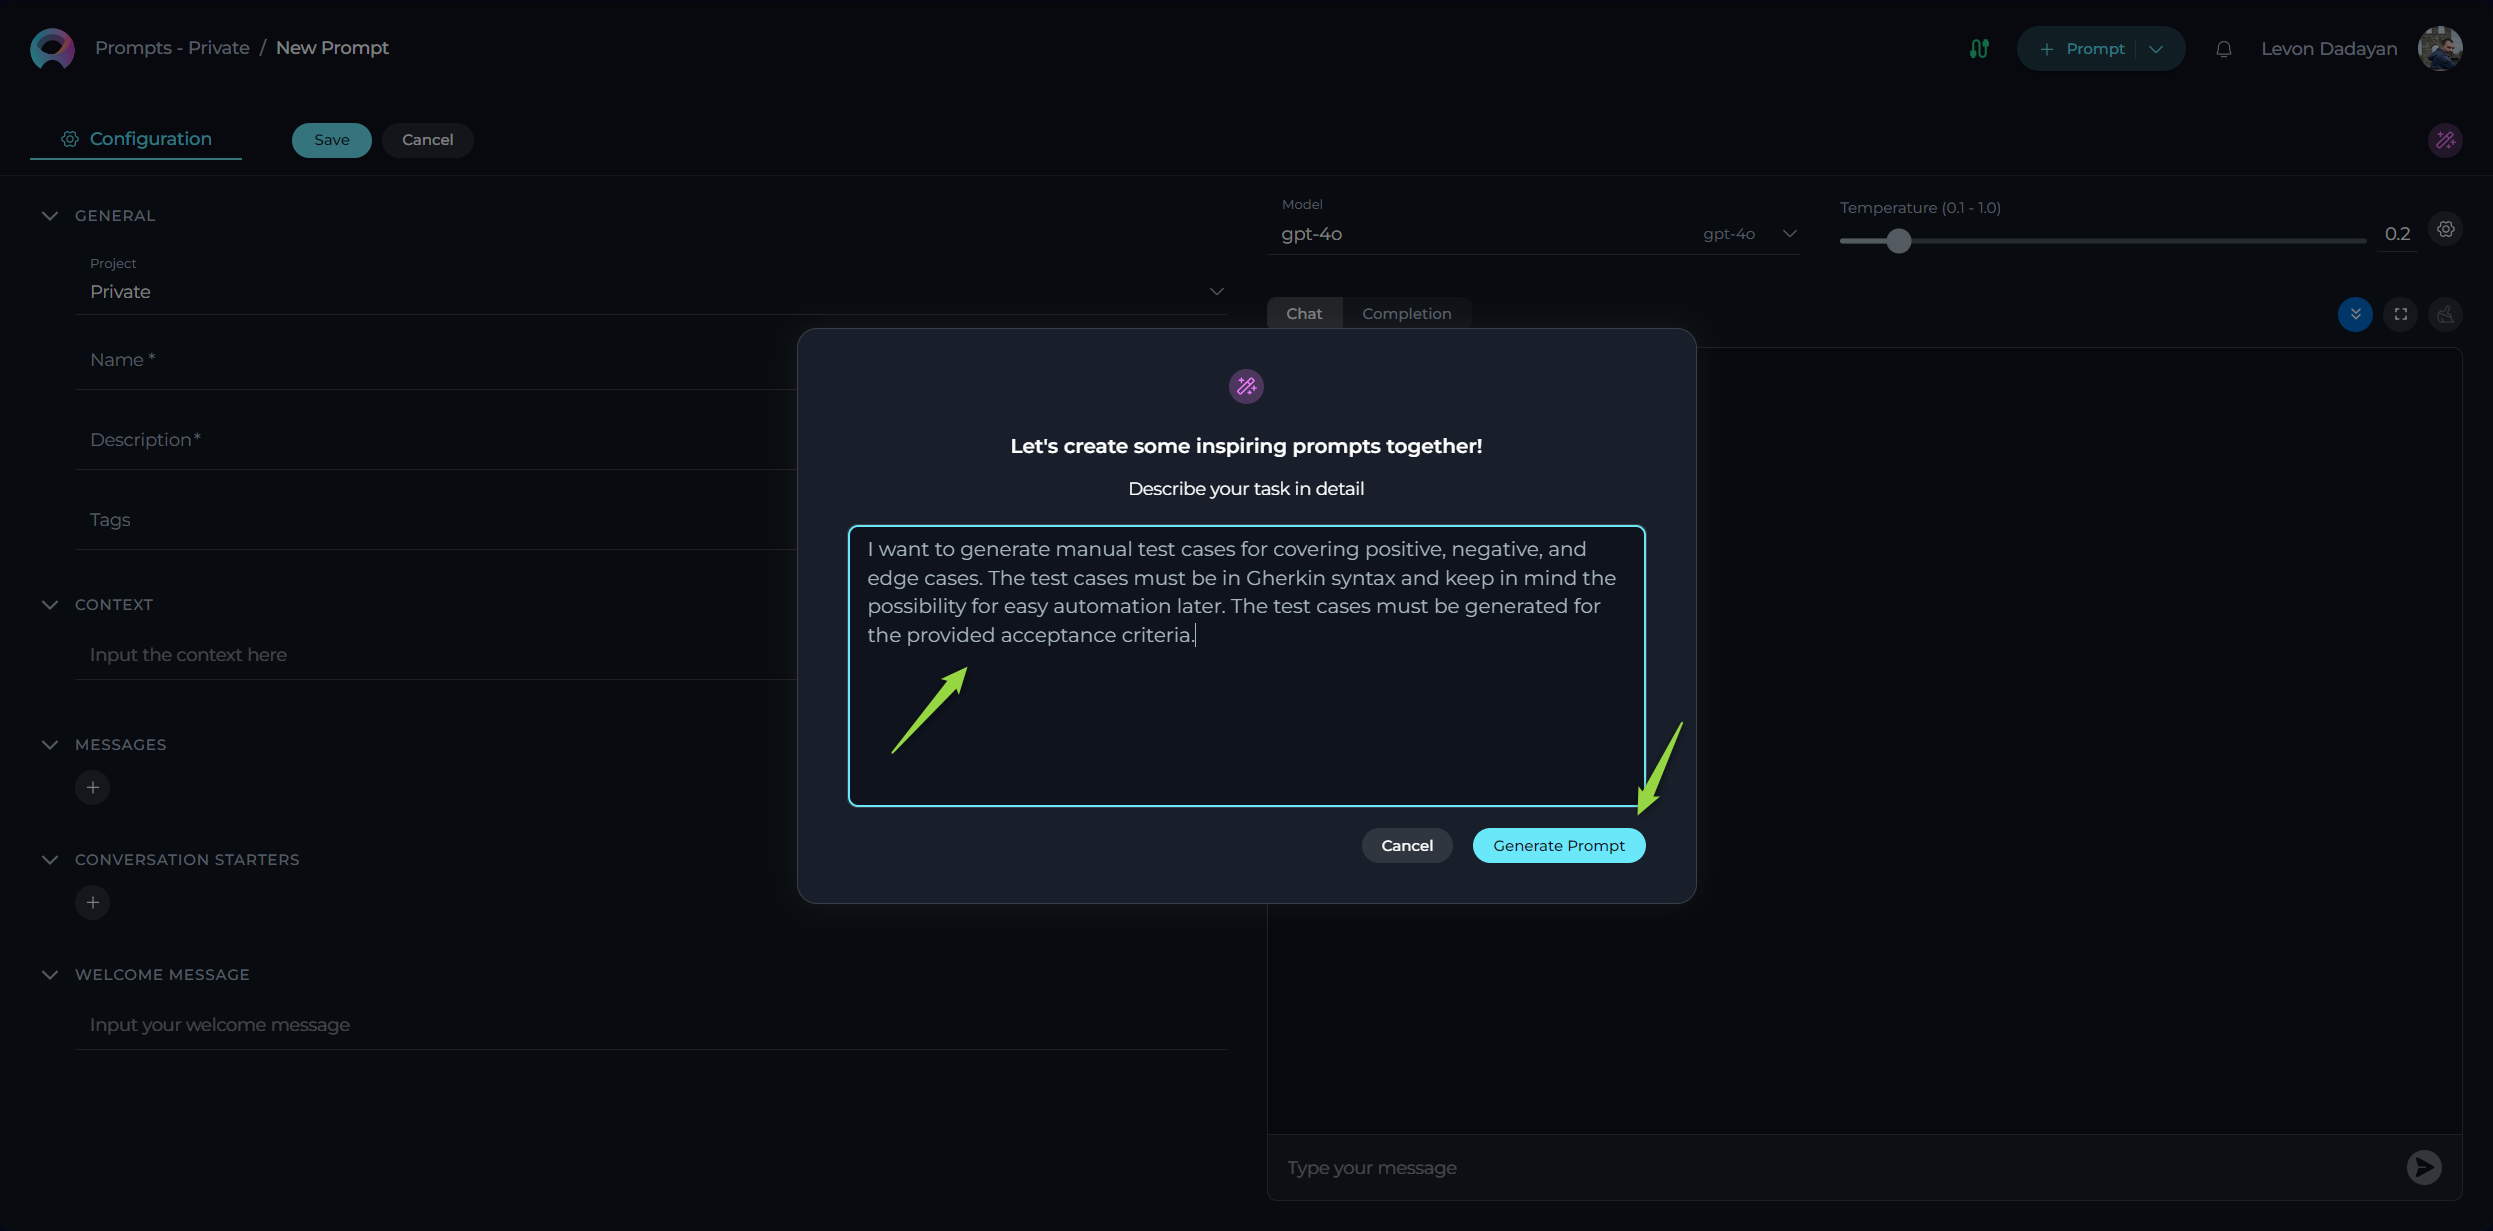 Prompts - Private / New Prompt
Prompt
Levon Dadayan
Configuration
Save
Cancel
GENERAL
Project
Private
Name *
Description *
Tags
CONTEXT
Input the context here
MESSAGES
CONVERSATION STARTERS
WELCOME MESSAGE
Input your welcome message
Model
gpt-4o
gpt-4o
Temperature (0.1 - 1.0)
0.2
Chat
Completion
Let's create some inspiring prompts together!
Describe your task in detail
I want to generate manual test cases for covering positive, negative, and
edge cases. The test cases must be in Gherkin syntax and keep in mind the
possibility for easy automation later. The test cases must be generated for
the provided acceptance criteria.
Cancel
Generate Prompt
Type your message